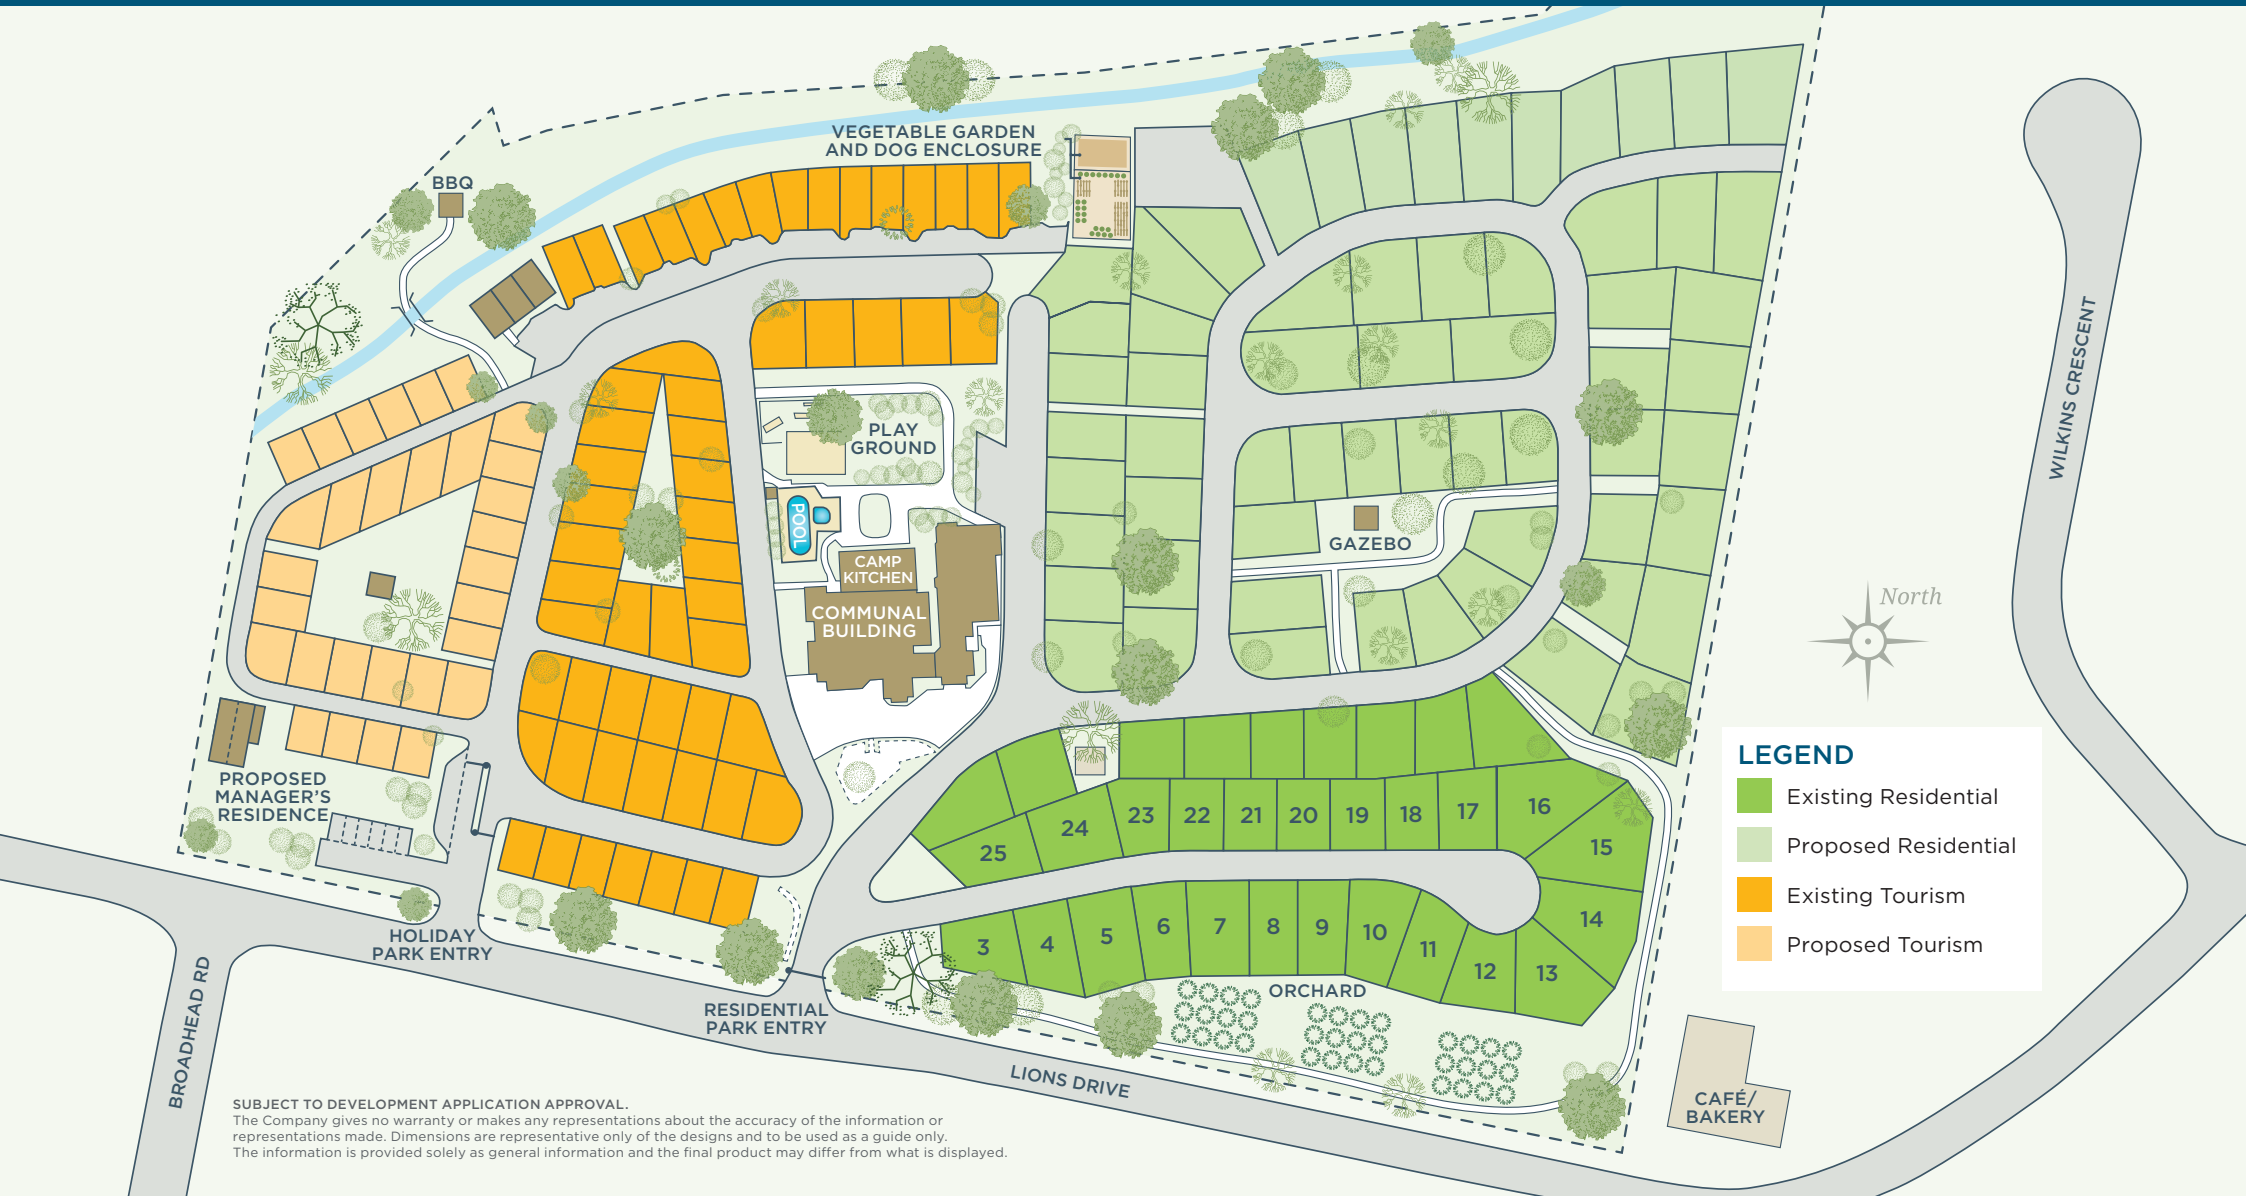 VEGETABLE GARDEN
AND DOG ENCLOSURE
BBQ
PLAY
GROUND
POOL
CAMP
KITCHEN
COMMUNAL
BUILDING
GAZEBO
WILKINS CRESCENT
North
LEGEND
Existing Residential
Proposed Residential
Existing Tourism
Proposed Tourism
PROPOSED
MANAGER'S
RESIDENCE
23
22
21
20
19
18
17
16
24
25
15
14
3
4
5
6
7
8
9
10
11
12
13
HOLIDAY
PARK ENTRY
RESIDENTIAL
PARK ENTRY
ORCHARD
BROADHEAD RD
LIONS DRIVE
CAFÉ/
BAKERY
SUBJECT TO DEVELOPMENT APPLICATION APPROVAL.
The Company gives no warranty or makes any representations about the accuracy of the information or
representations made. Dimensions are representative only of the designs and to be used as a guide only.
The information is provided solely as general information and the final product may differ from what is displayed.